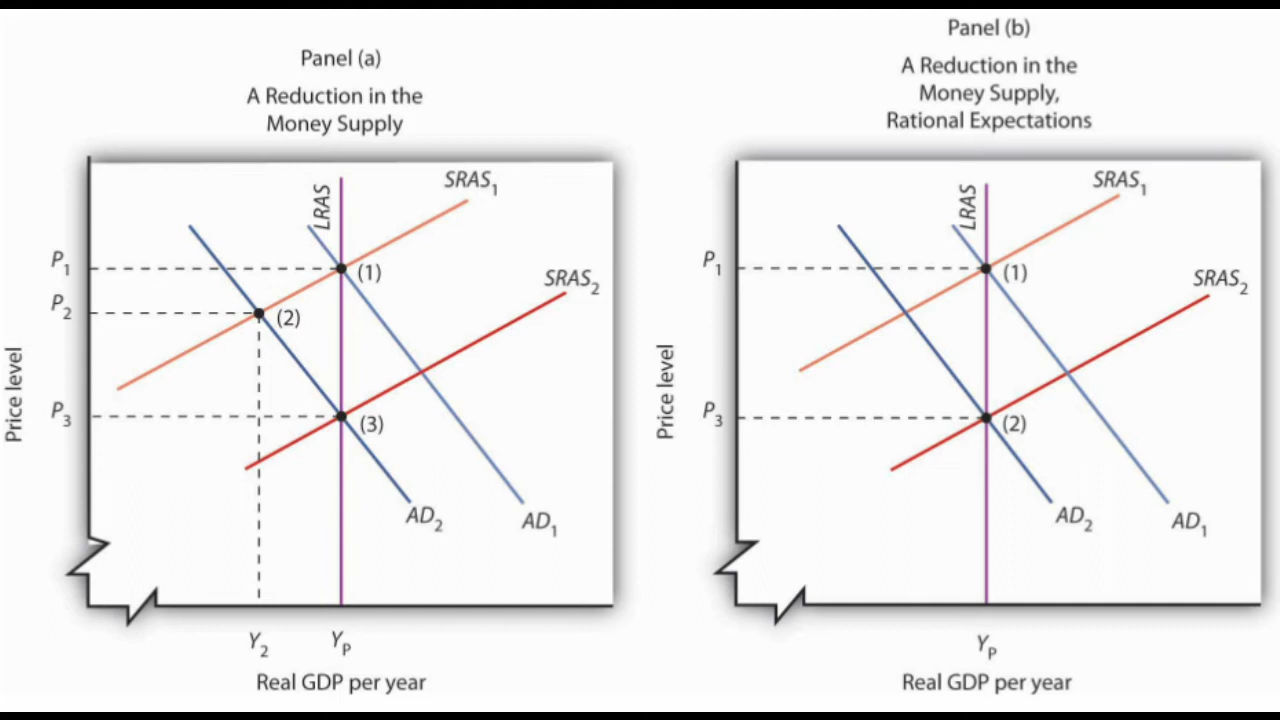 Panel (a)
A Reduction in the
Money Supply
LRAS
SRAS1
SRAS2
P1
P2
P3
(1)
(2)
(3)
AD2
AD1
Price level
Y2
YP
Real GDP per year
Panel (b)
A Reduction in the
Money Supply,
Rational Expectations
LRAS
SRAS1
SRAS2
P1
P3
(1)
(2)
AD2
AD1
Price level
YP
Real GDP per year